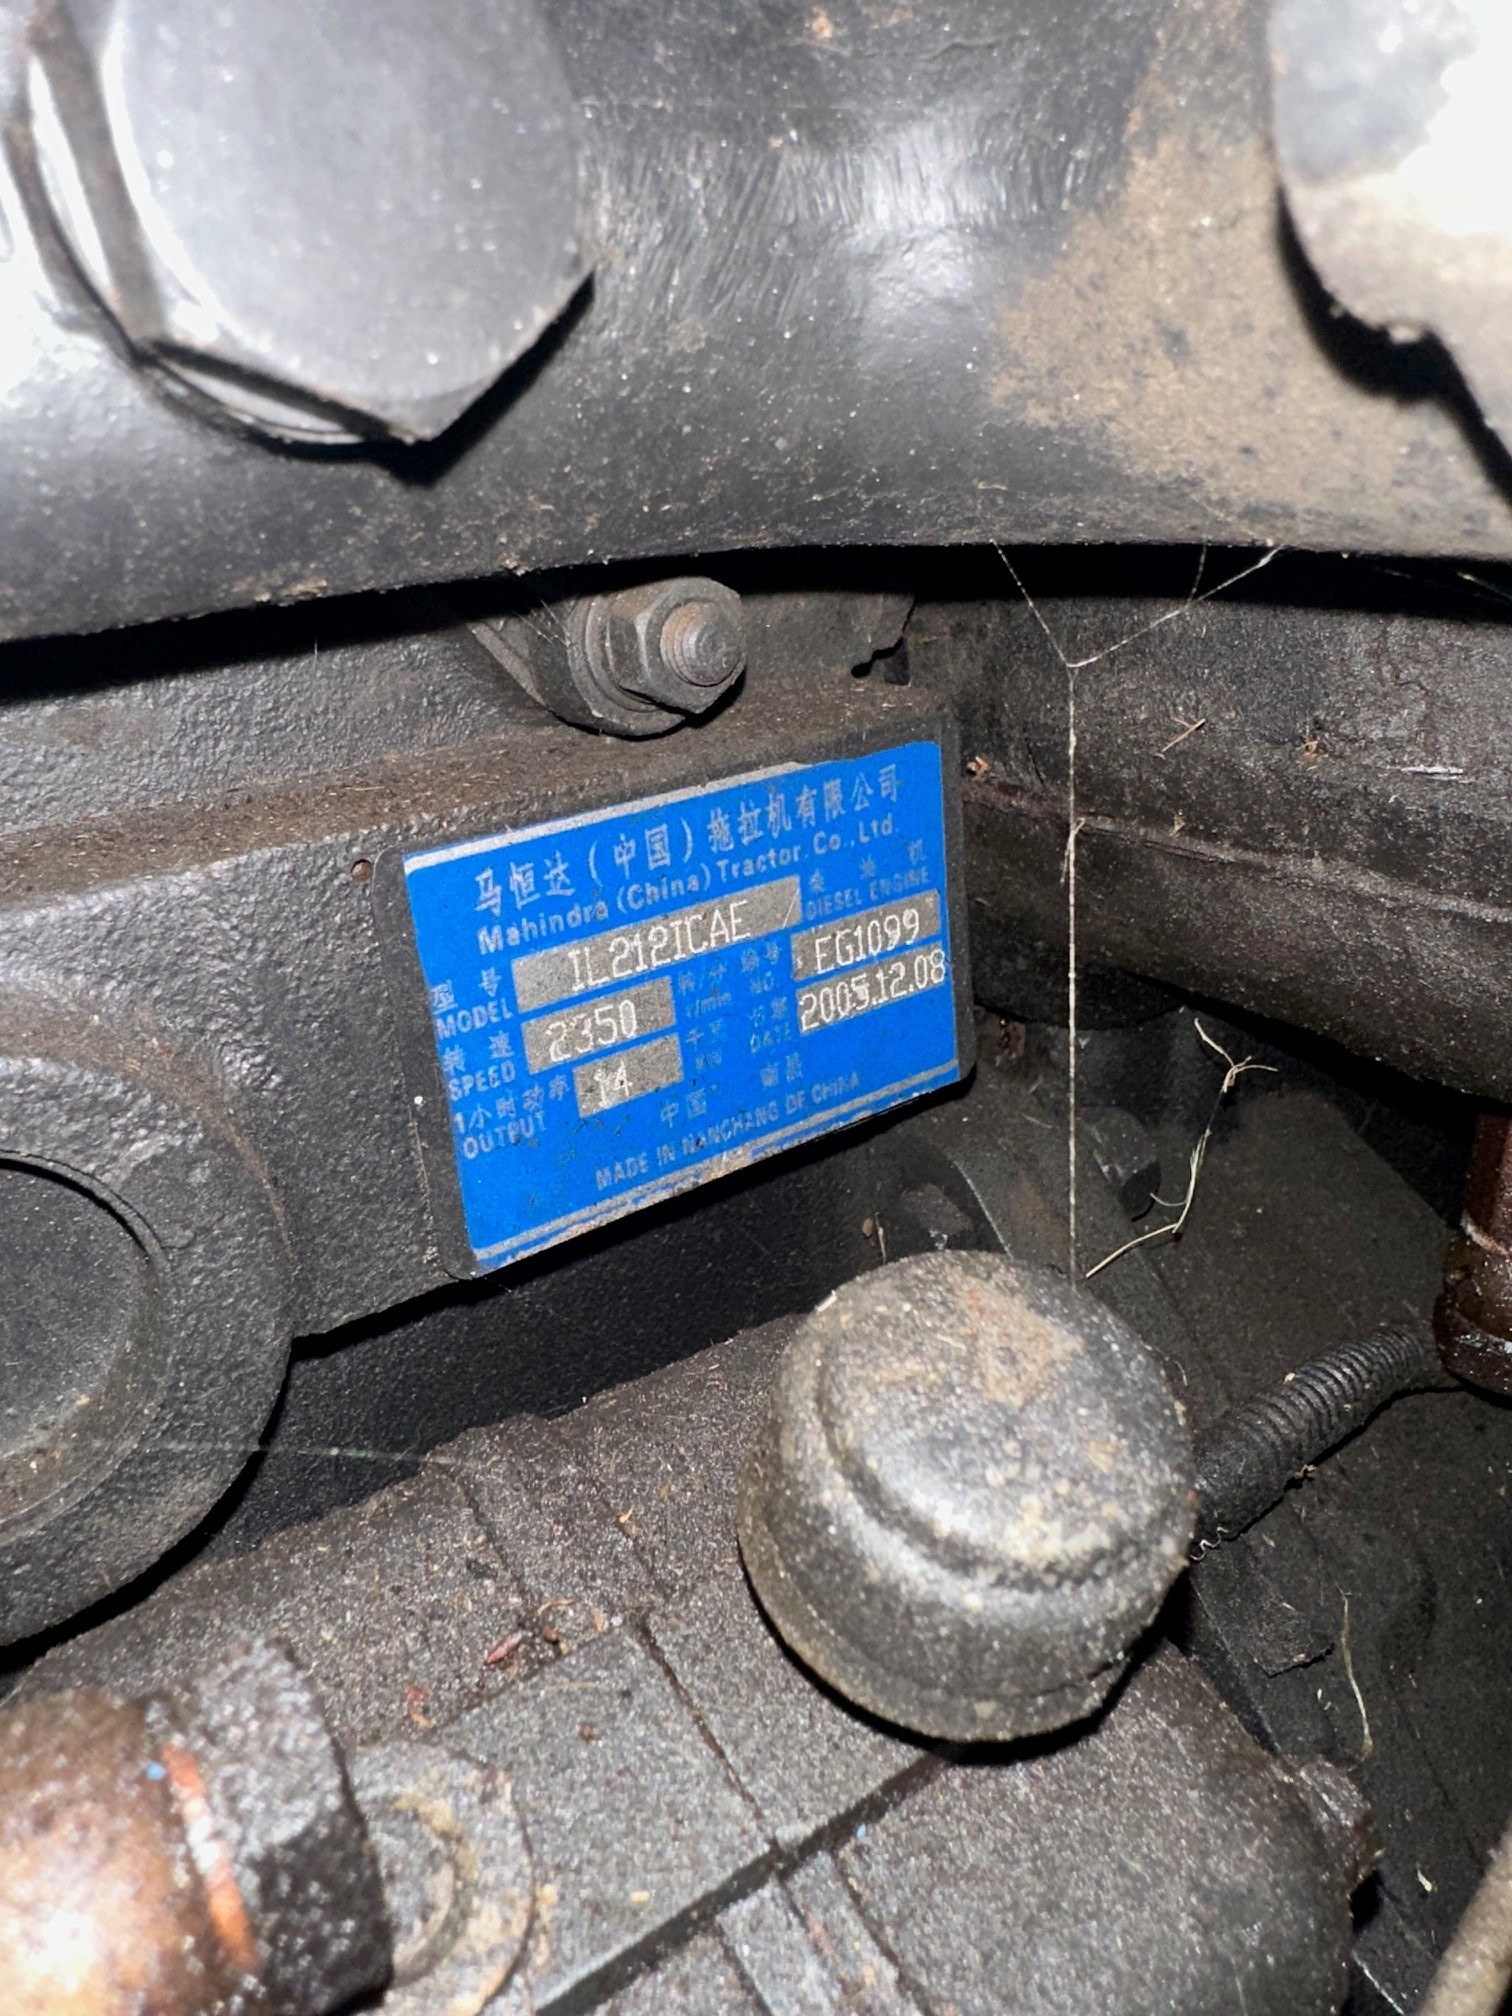 马恒达（中国）拖拉机有限公司
Mahindra (China) Tractor Co., Ltd.
型号 柴油机
MODEL IL212ICAE DIESEL ENGINE
转速 2350 转/分 编号 EG1099
SPEED r/min NO.
1小时功率 14 千瓦 日期 2005.12.08
OUTPUT KW DATE
中国 南昌
MADE IN NANCHANG OF CHINA